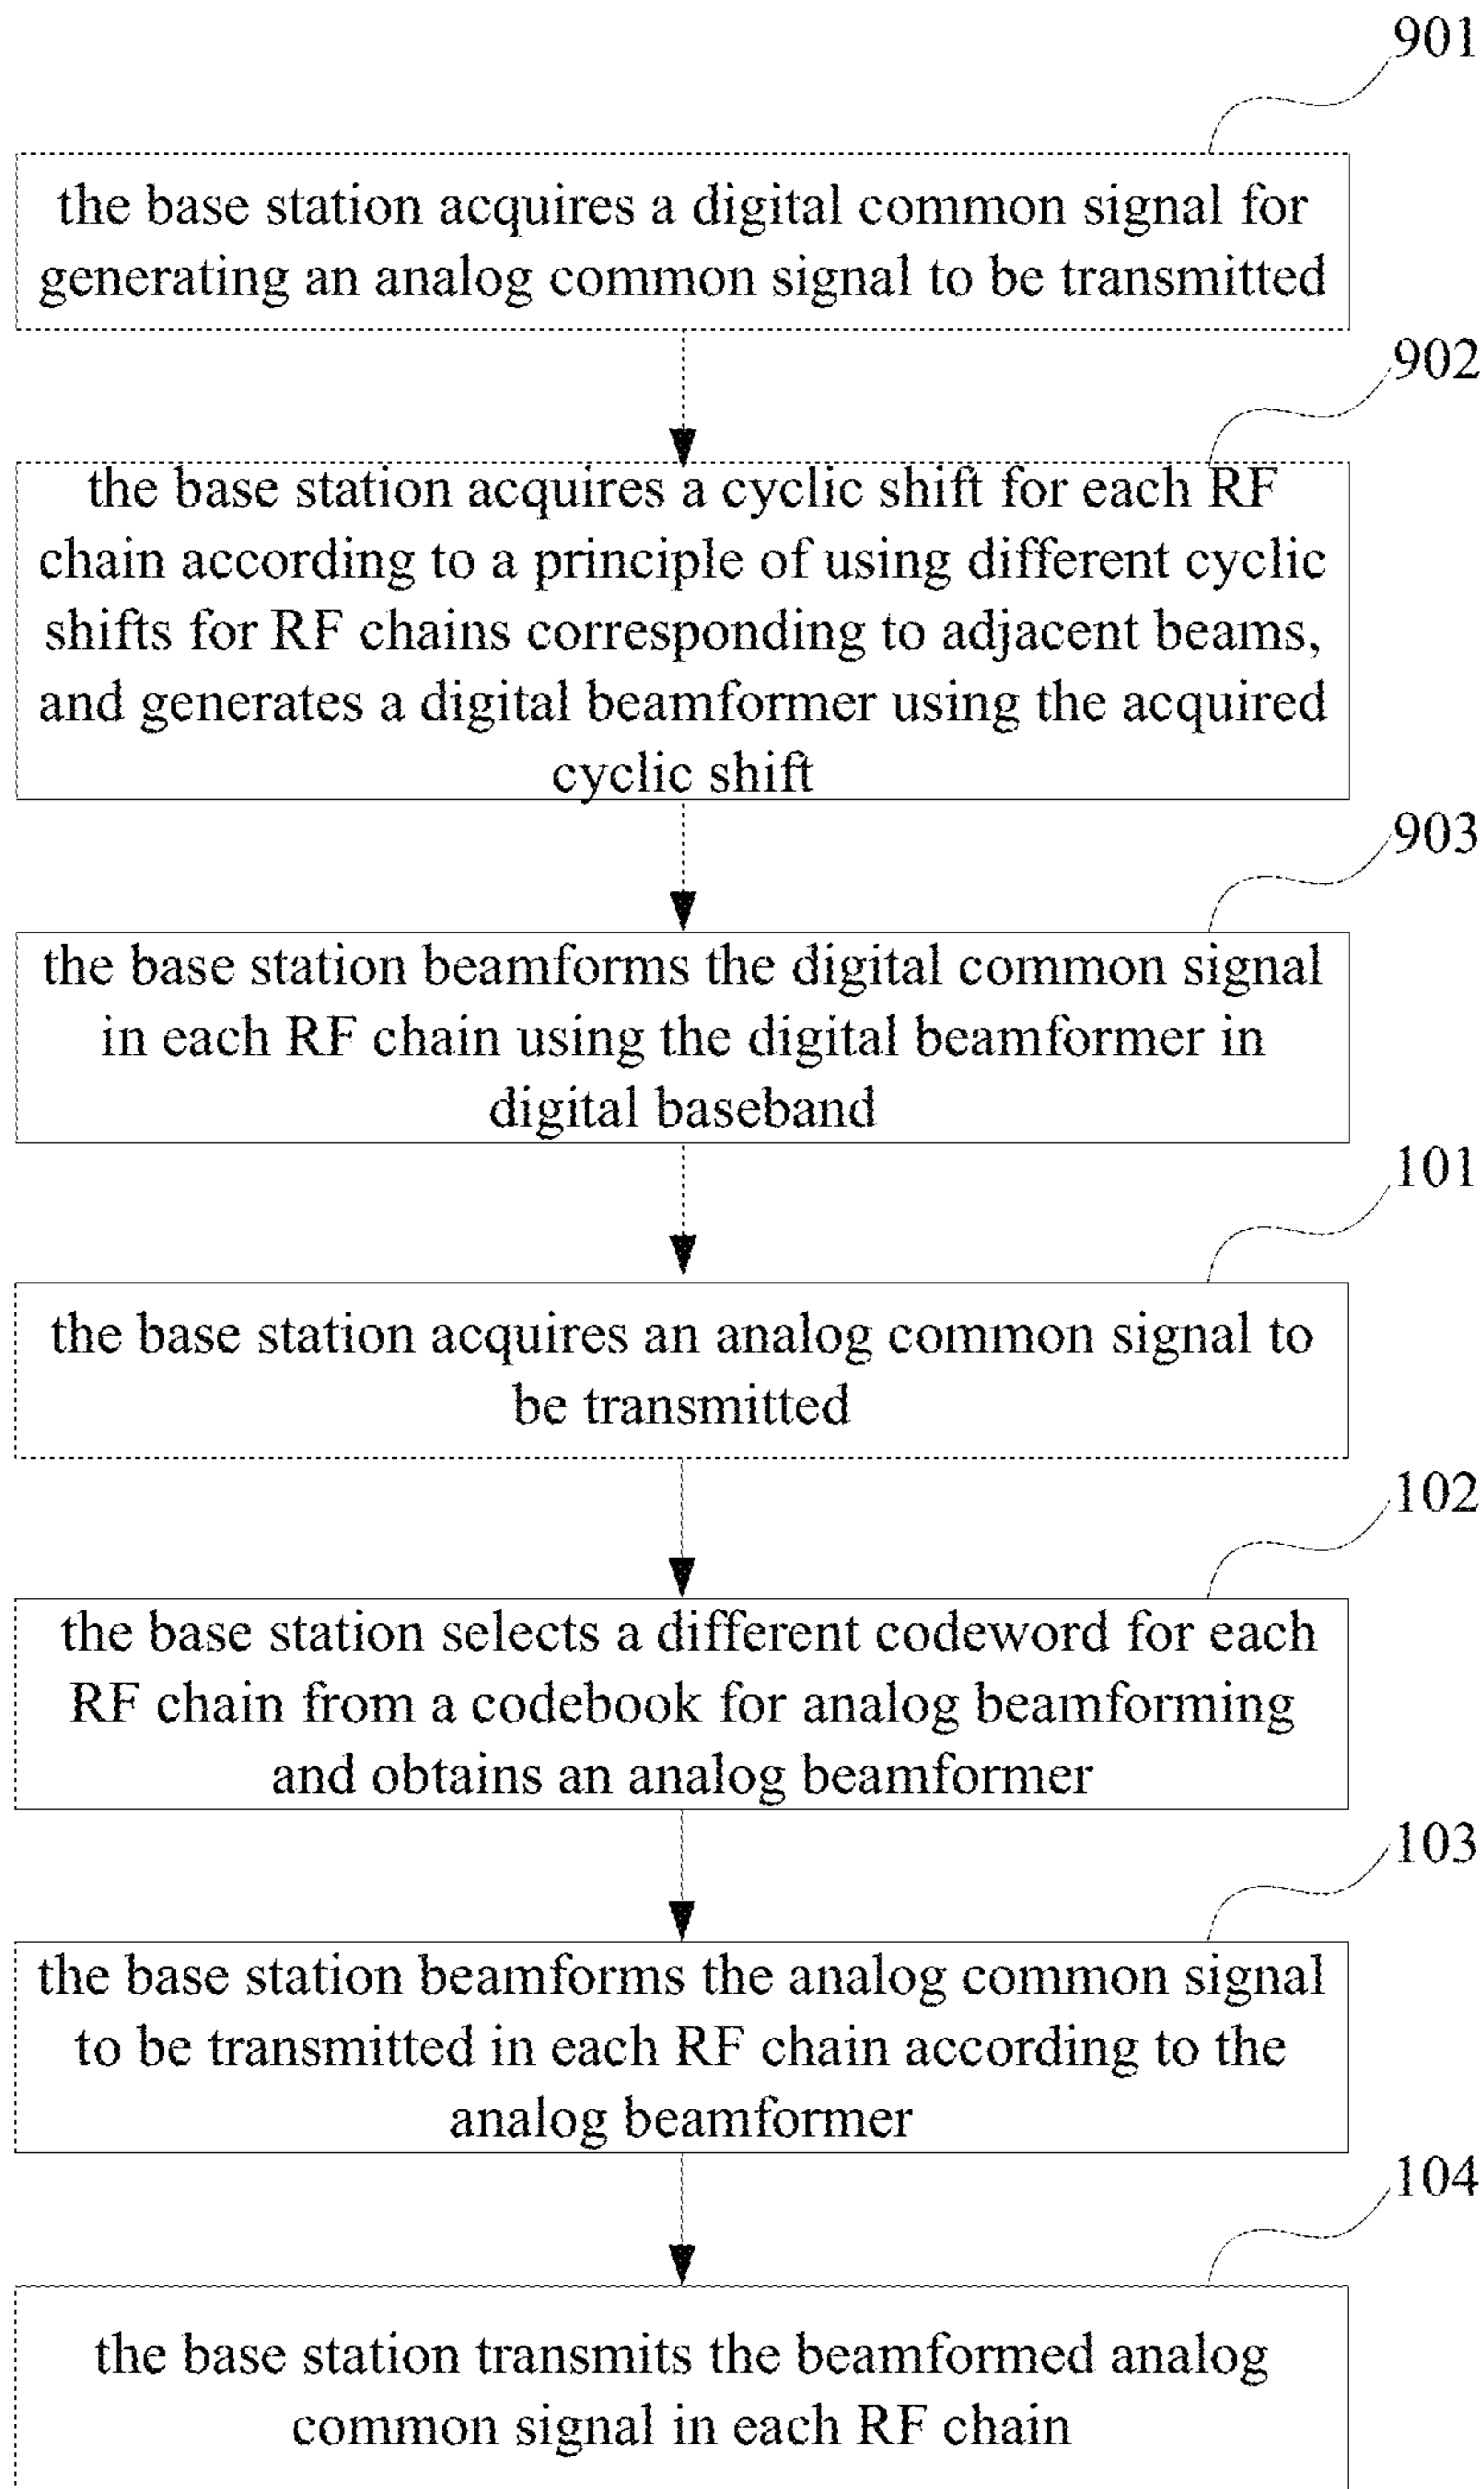 901
the base station acquires a digital common signal for
generating an analog common signal to be transmitted
902
the base station acquires a cyclic shift for each RF
chain according to a principle of using different cyclic
shifts for RF chains corresponding to adjacent beams,
and generates a digital beamformer using the acquired
cyclic shift
903
the base station beamforms the digital common signal
in each RF chain using the digital beamformer in
digital baseband
101
the base station acquires an analog common signal to
be transmitted
102
the base station selects a different codeword for each
RF chain from a codebook for analog beamforming
and obtains an analog beamformer
103
the base station beamforms the analog common signal
to be transmitted in each RF chain according to the
analog beamformer
104
the base station transmits the beamformed analog
common signal in each RF chain